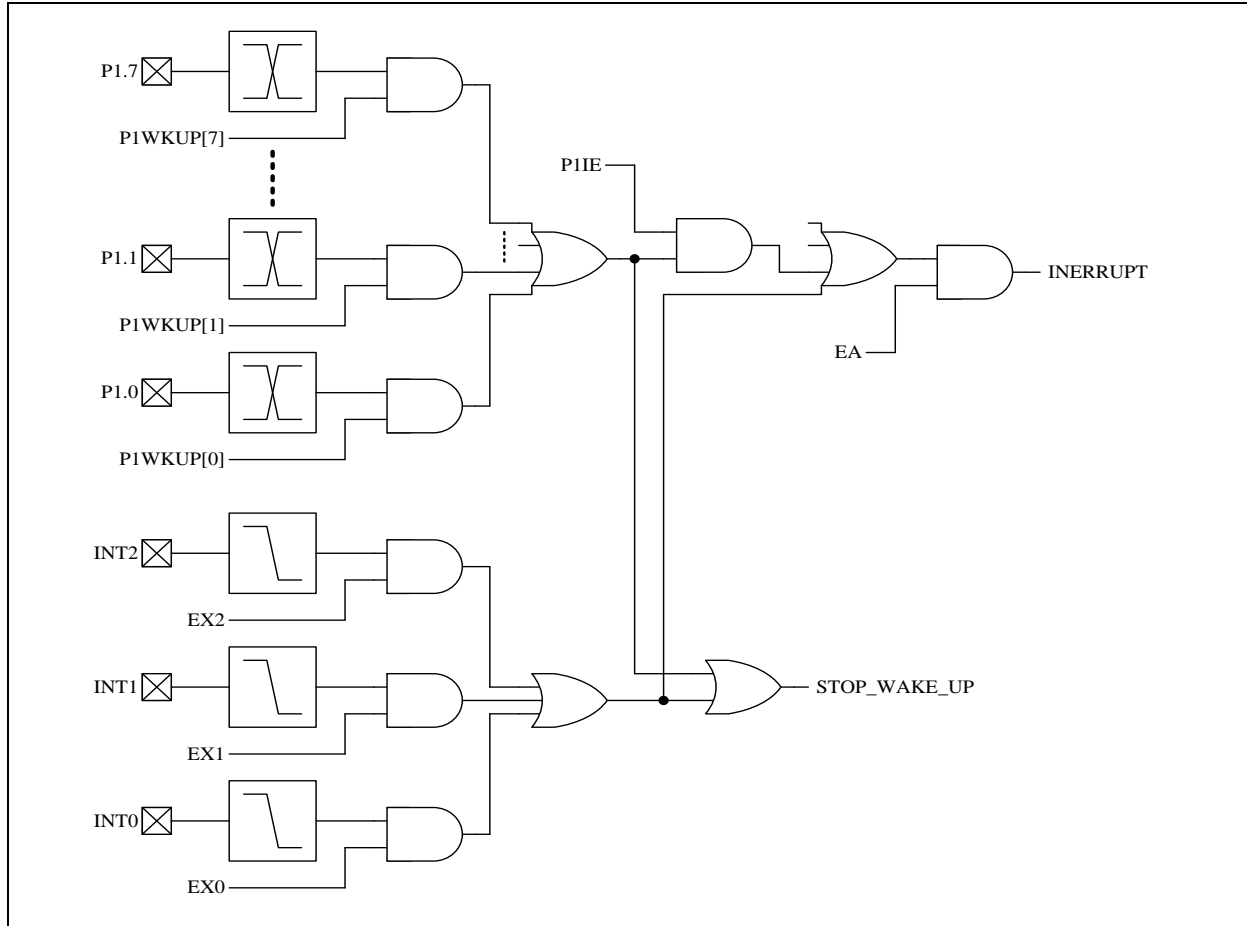 P1.7
P1WKUP[7]
P1IE
P1.1
INERRUPT
P1WKUP[1]
EA
P1.0
P1WKUP[0]
INT2
EX2
INT1
STOP_WAKE_UP
EX1
INT0
EX0